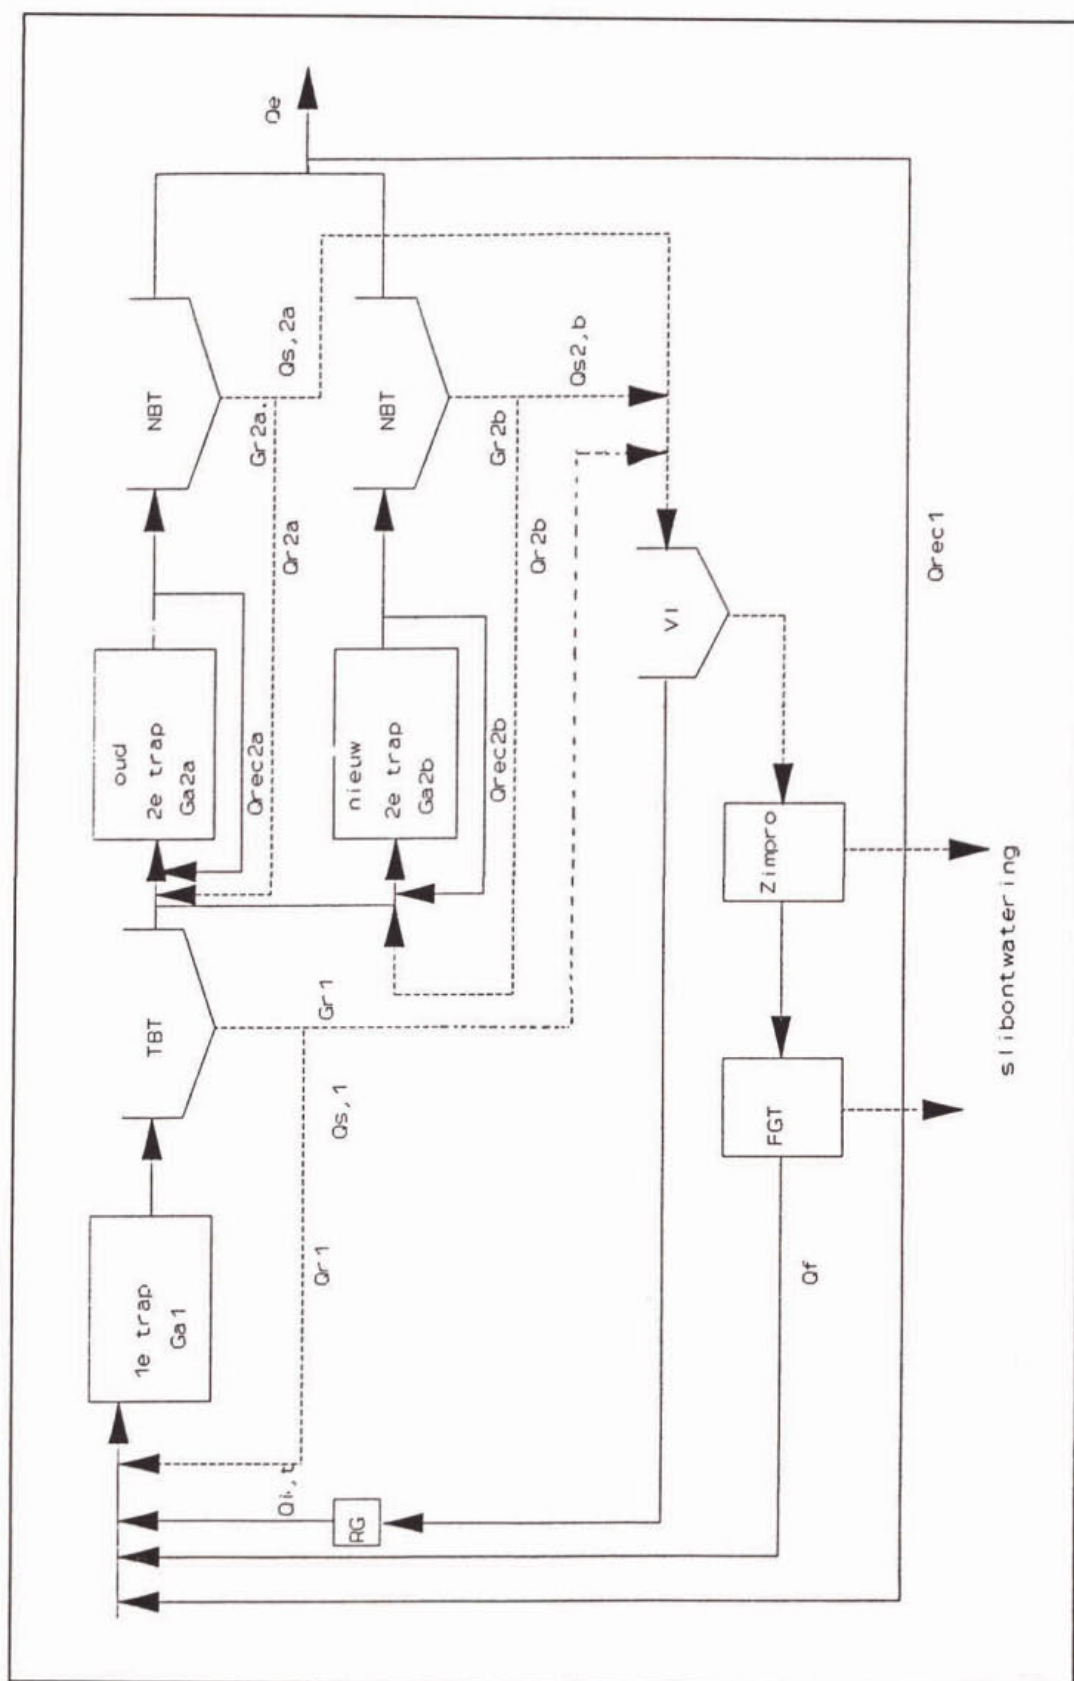 1e trap
Ga1
TBT
oud
2e trap
Ga2a
NBT
Qe
Qrec2a
Qr2a
Gr2a.
Qs,2a
nieuw
2e trap
Ga2b
NBT
Qrec2b
Qr2b
Gr2b
Qs2,b
Gr1
Qs,1
Qr1
Qi,t
RG
VI
Zimpro
FGT
Qf
Qrec1
slibontwatering